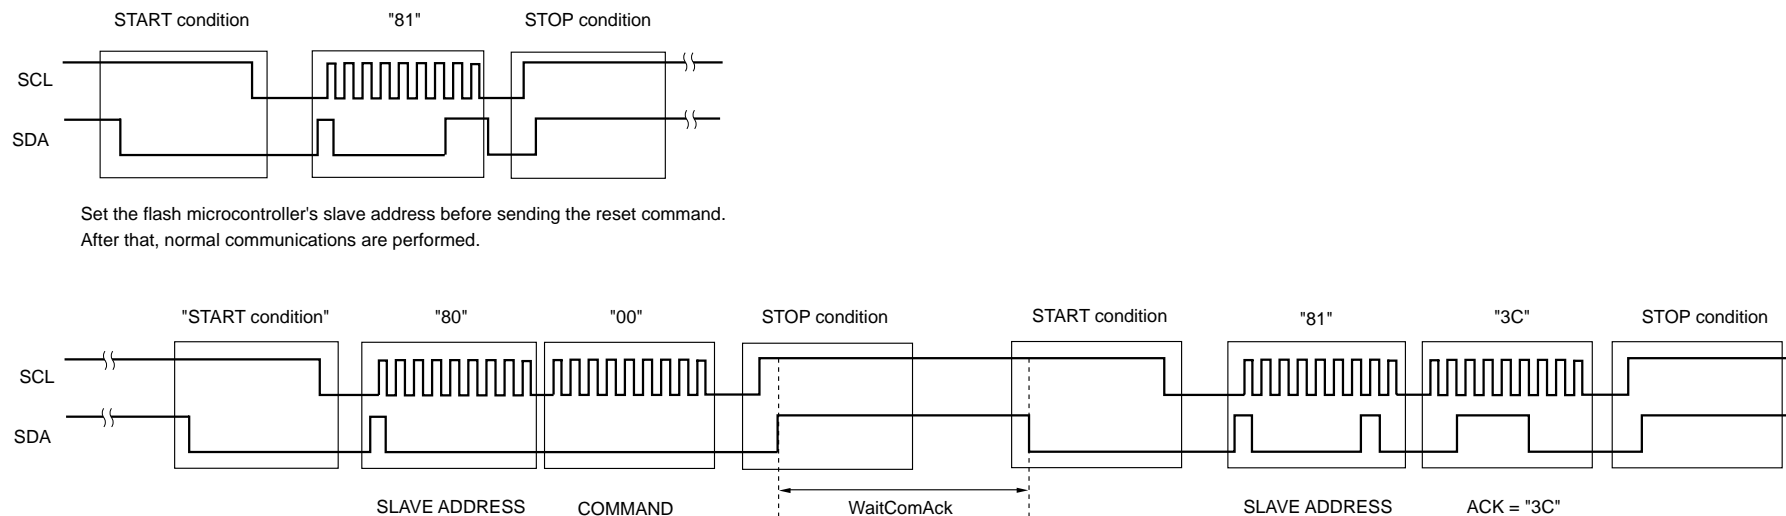 START condition "81" STOP condition
SCL
SDA
Set the flash microcontroller's slave address before sending the reset command.
After that, normal communications are performed.
"START condition" "80" "00" STOP condition START condition "81" "3C" STOP condition
SCL
SDA
SLAVE ADDRESS COMMAND WaitComAck SLAVE ADDRESS ACK = "3C"